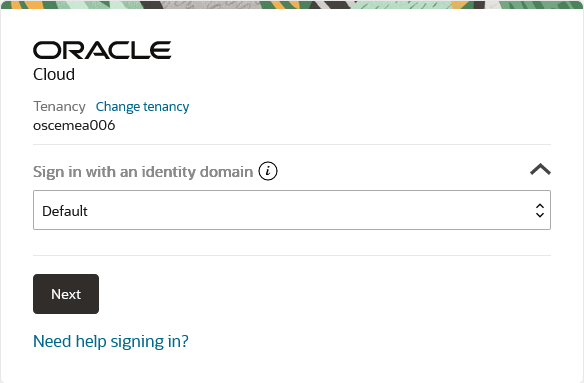 ORACLE
Cloud
Tenancy Change tenancy
oscemea006
Sign in with an identity domain i
Default
Next
Need help signing in?